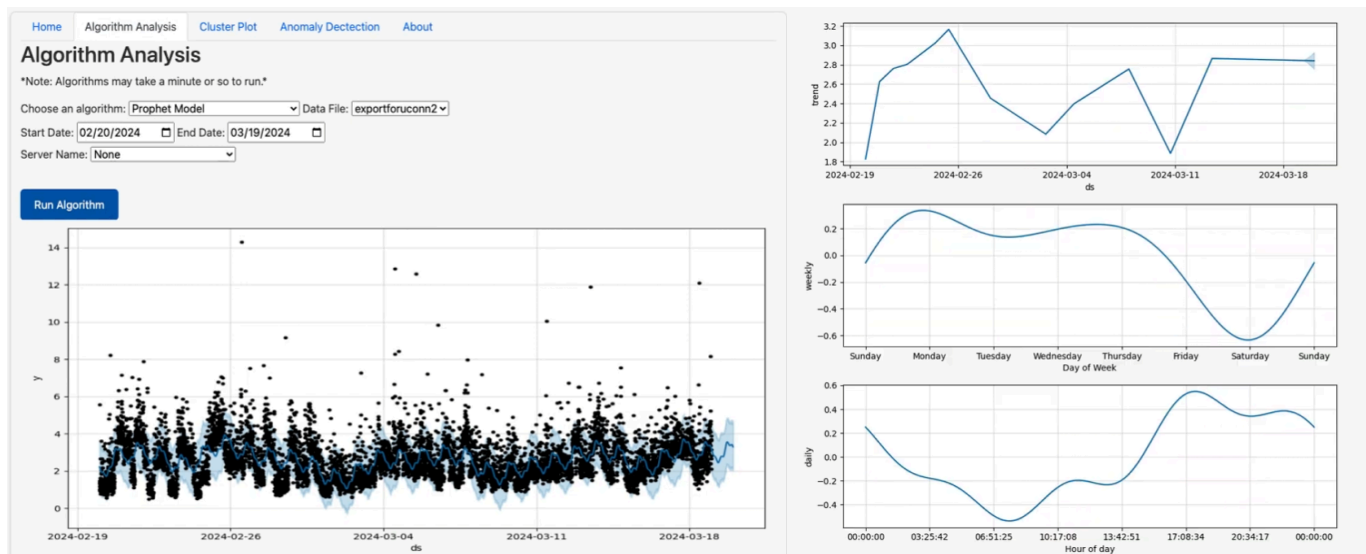 Home Algorithm Analysis Cluster Plot Anomaly Dectection About
Algorithm Analysis
*Note: Algorithms may take a minute or so to run.*
Choose an algorithm: Prophet Model Data File: exportforuconn2
Start Date: 02/20/2024 End Date: 03/19/2024
Server Name: None
Run Algorithm
14
12
10
8
6
4
2
0
y
2024-02-19 2024-02-26 2024-03-04 2024-03-11 2024-03-18
ds
3.2
3.0
2.8
2.6
2.4
2.2
2.0
1.8
trend
2024-02-19 2024-02-26 2024-03-04 2024-03-11 2024-03-18
ds
0.2
0.0
−0.2
−0.4
−0.6
weekly
Sunday Monday Tuesday Wednesday Thursday Friday Saturday Sunday
Day of Week
0.6
0.4
0.2
0.0
−0.2
−0.4
daily
00:00:00 03:25:42 06:51:25 10:17:08 13:42:51 17:08:34 20:34:17 00:00:00
Hour of day